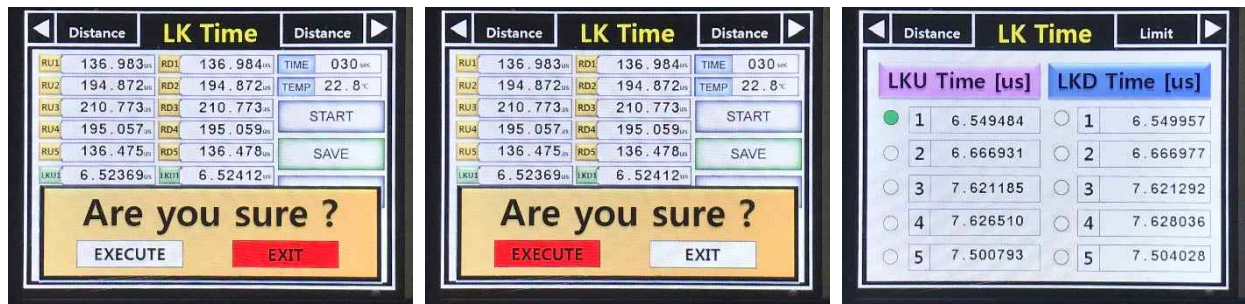 Distance LK Time Distance
RU1 136.983us RD1 136.984us TIME 030 sec
RU2 194.872us RD2 194.872us TEMP 22.8℃
RU3 210.773us RD3 210.773us START
RU4 195.057us RD4 195.059us
RU5 136.475us RD5 136.478us SAVE
LKU1 6.52369us LKD1 6.52412us
Are you sure ?
EXECUTE EXIT
Distance LK Time Distance
RU1 136.983us RD1 136.984us TIME 030 sec
RU2 194.872us RD2 194.872us TEMP 22.8℃
RU3 210.773us RD3 210.773us START
RU4 195.057us RD4 195.059us
RU5 136.475us RD5 136.478us SAVE
LKU1 6.52369us LKD1 6.52412us
Are you sure ?
EXECUTE EXIT
Distance LK Time Limit
LKU Time [us] LKD Time [us]
1 6.549484 1 6.549957
2 6.666931 2 6.666977
3 7.621185 3 7.621292
4 7.626510 4 7.628036
5 7.500793 5 7.504028